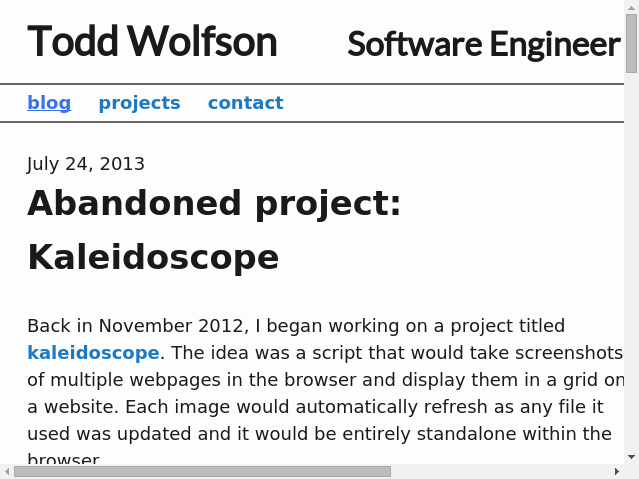 Todd Wolfson
Software Engineer
blog projects contact
July 24, 2013
Abandoned project:
Kaleidoscope
Back in November 2012, I began working on a project titled
kaleidoscope. The idea was a script that would take screenshots
of multiple webpages in the browser and display them in a grid on
a website. Each image would automatically refresh as any file it
used was updated and it would be entirely standalone within the
browser.